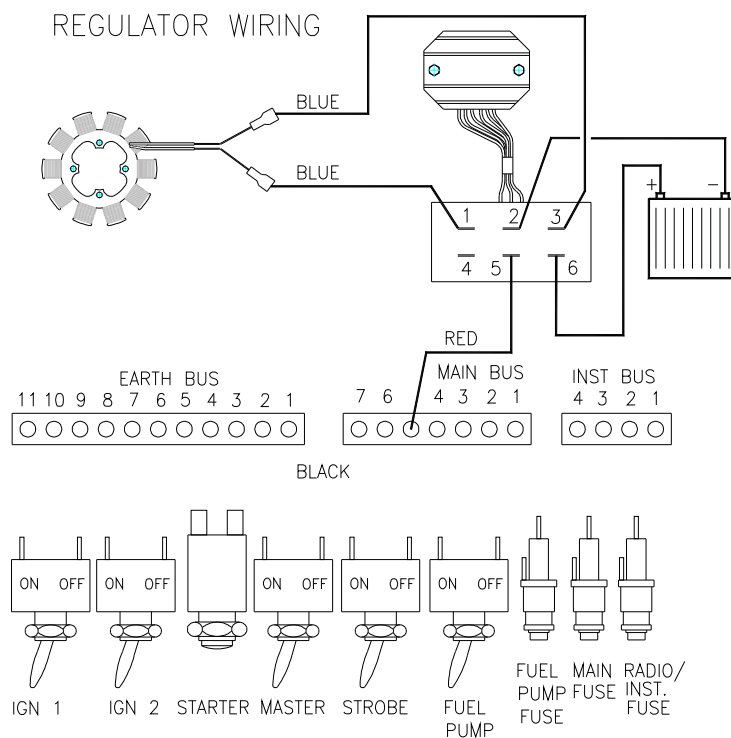 REGULATOR WIRING
BLUE
BLUE
+ -
1 2 3
4 5 6
RED
EARTH BUS
11 10 9 8 7 6 5 4 3 2 1
MAIN BUS
7 6 4 3 2 1
INST BUS
4 3 2 1
BLACK
ON OFF
ON OFF
ON OFF
ON OFF
ON OFF
IGN 1
IGN 2
STARTER
MASTER
STROBE
FUEL
PUMP
FUEL
PUMP
FUSE
MAIN
FUSE
RADIO/
INST.
FUSE